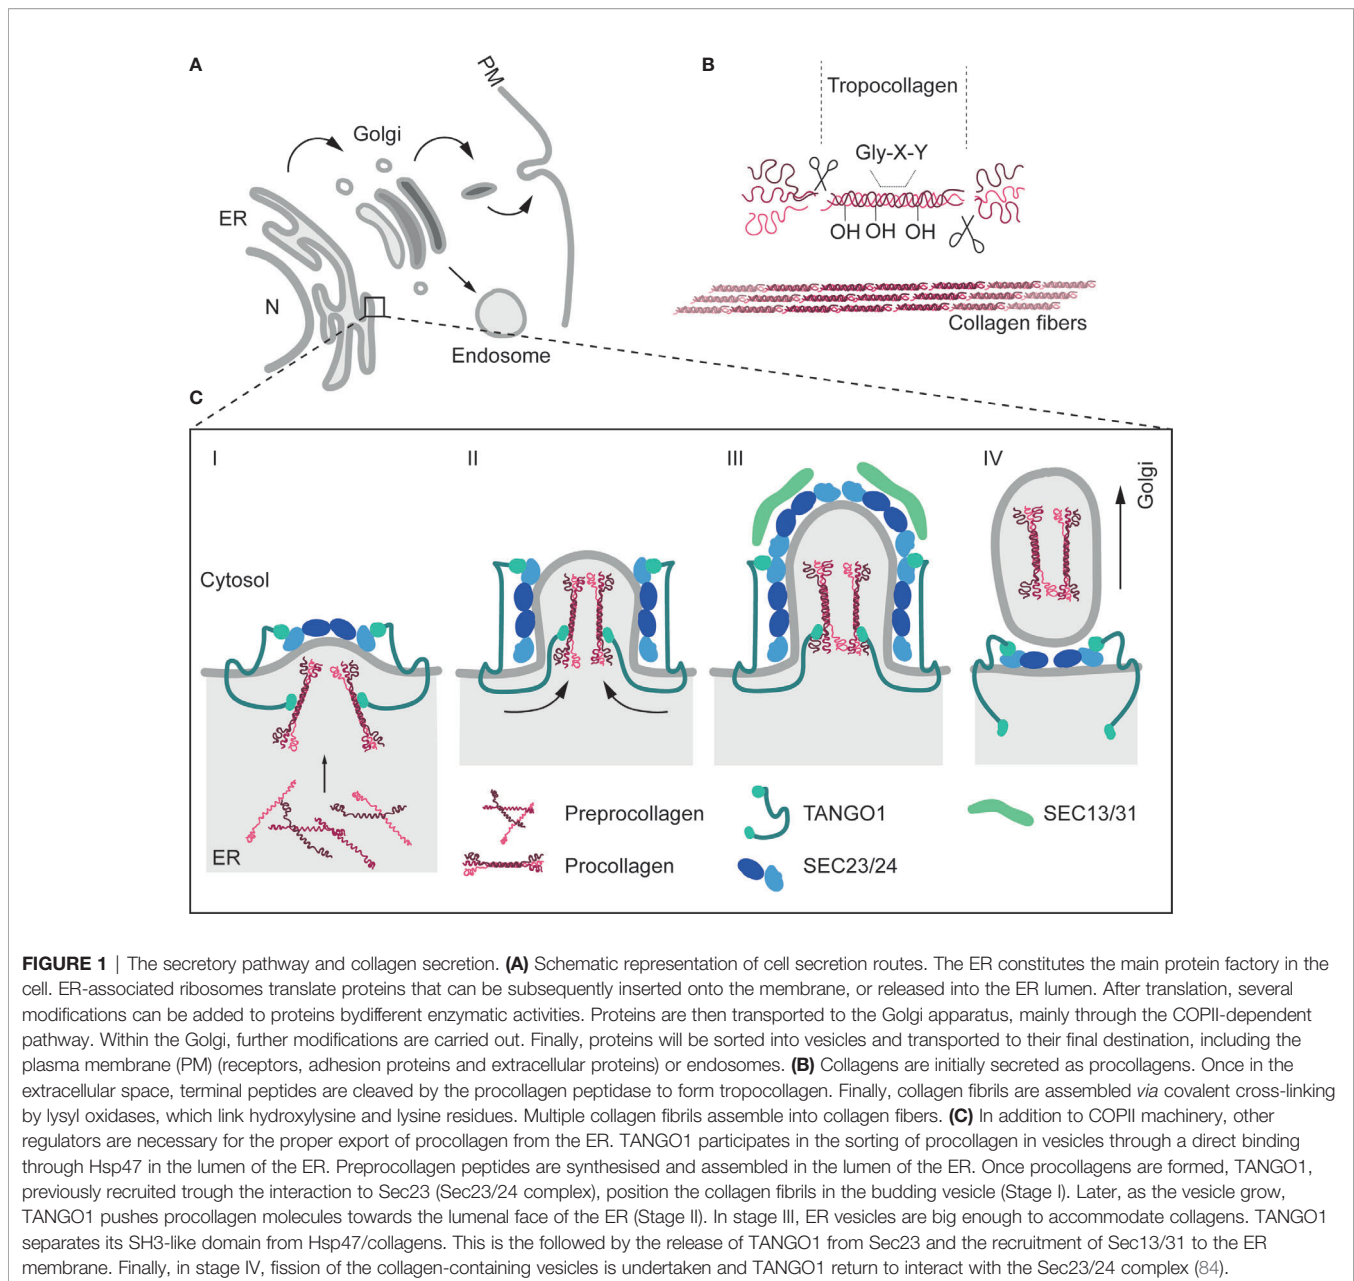 A
PM
Golgi
ER
N
Endosome
B
Tropocollagen
Gly-X-Y
OH OH OH
Collagen fibers
C
I
II
III
IV
Golgi
Cytosol
ER
Preprocollagen
Procollagen
TANGO1
SEC23/24
SEC13/31
FIGURE 1 | The secretory pathway and collagen secretion. (A) Schematic representation of cell secretion routes. The ER constitutes the main protein factory in the
cell. ER-associated ribosomes translate proteins that can be subsequently inserted onto the membrane, or released into the ER lumen. After translation, several
modifications can be added to proteins bydifferent enzymatic activities. Proteins are then transported to the Golgi apparatus, mainly through the COPII-dependent
pathway. Within the Golgi, further modifications are carried out. Finally, proteins will be sorted into vesicles and transported to their final destination, including the
plasma membrane (PM) (receptors, adhesion proteins and extracellular proteins) or endosomes. (B) Collagens are initially secreted as procollagens. Once in the
extracellular space, terminal peptides are cleaved by the procollagen peptidase to form tropocollagen. Finally, collagen fibrils are assembled via covalent cross-linking
by lysyl oxidases, which link hydroxylysine and lysine residues. Multiple collagen fibrils assemble into collagen fibers. (C) In addition to COPII machinery, other
regulators are necessary for the proper export of procollagen from the ER. TANGO1 participates in the sorting of procollagen in vesicles through a direct binding
through Hsp47 in the lumen of the ER. Preprocollagen peptides are synthesised and assembled in the lumen of the ER. Once procollagens are formed, TANGO1,
previously recruited trough the interaction to Sec23 (Sec23/24 complex), position the collagen fibrils in the budding vesicle (Stage I). Later, as the vesicle grow,
TANGO1 pushes procollagen molecules towards the lumenal face of the ER (Stage II). In stage III, ER vesicles are big enough to accommodate collagens. TANGO1
separates its SH3-like domain from Hsp47/collagens. This is the followed by the release of TANGO1 from Sec23 and the recruitment of Sec13/31 to the ER
membrane. Finally, in stage IV, fission of the collagen-containing vesicles is undertaken and TANGO1 return to interact with the Sec23/24 complex (84).